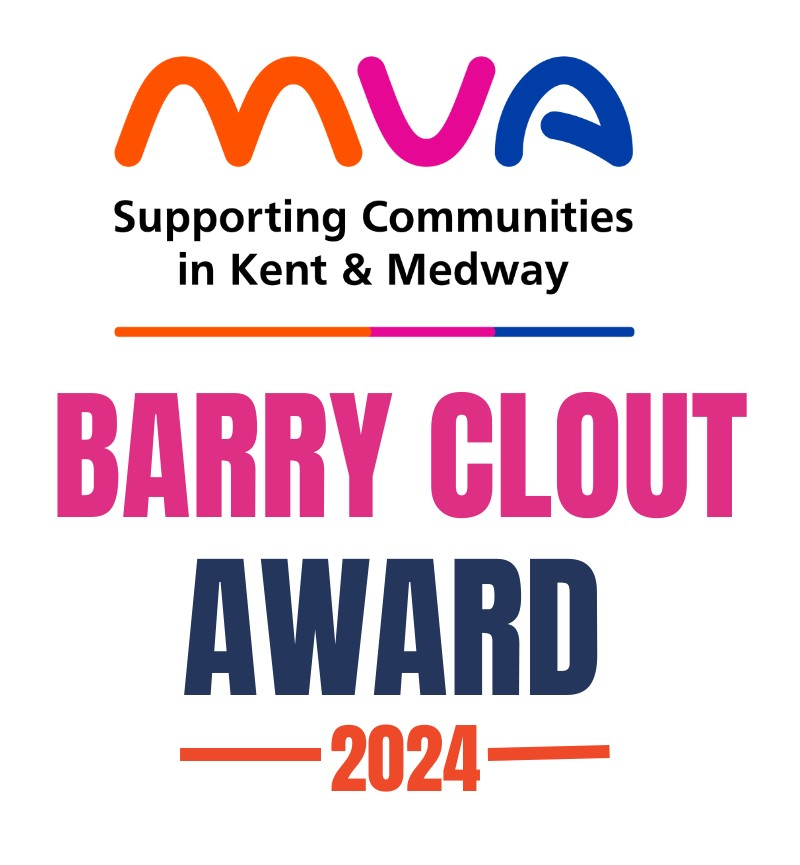 MVA
Supporting Communities
in Kent & Medway
BARRY CLOUT
AWARD
2024